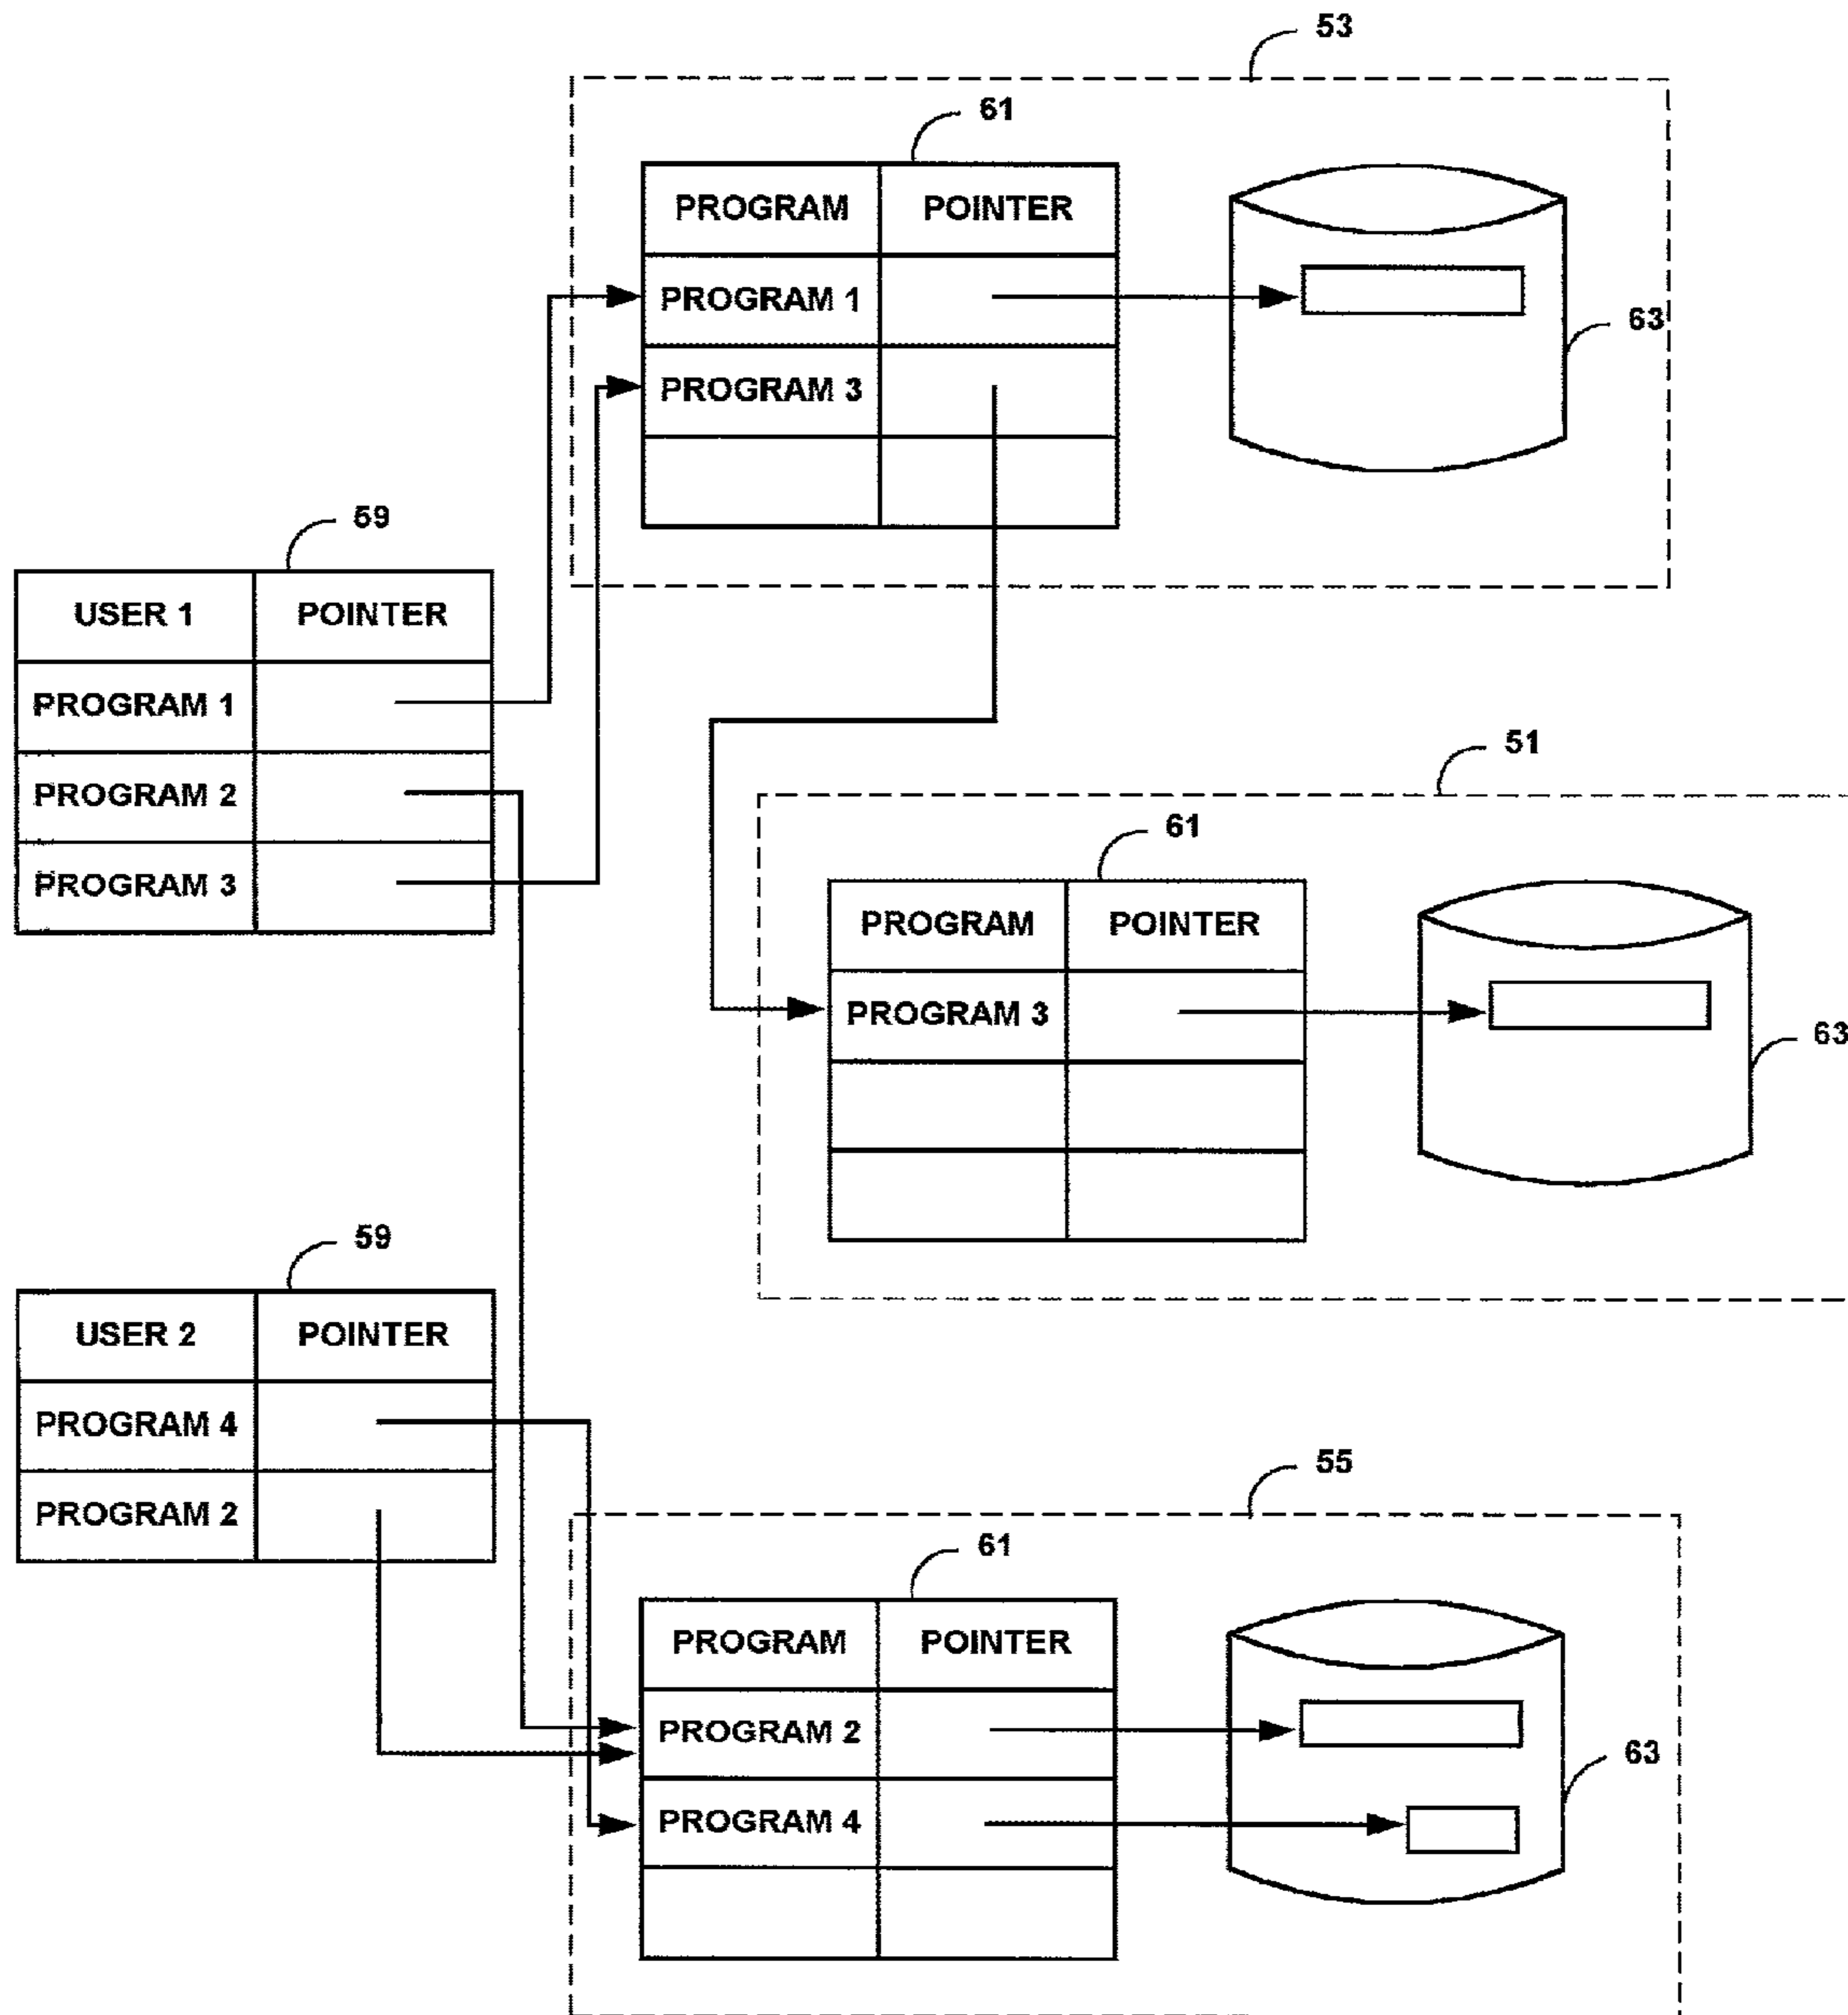 53
61
PROGRAM POINTER
PROGRAM 1
63
PROGRAM 3
59
USER 1 POINTER
PROGRAM 1
PROGRAM 2
PROGRAM 3
51
61
PROGRAM POINTER
PROGRAM 3
63
59
USER 2 POINTER
PROGRAM 4
PROGRAM 2
55
61
PROGRAM POINTER
PROGRAM 2
63
PROGRAM 4